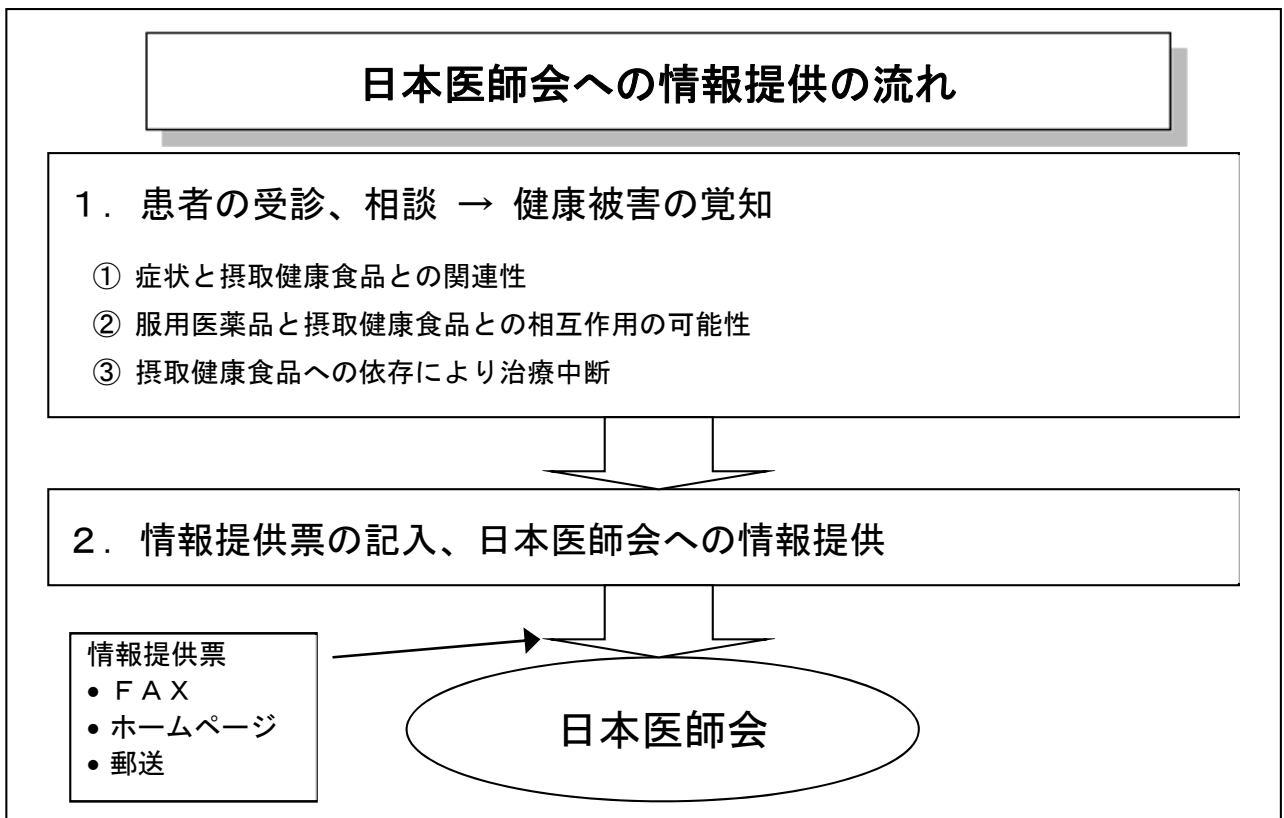 日本医師会への情報提供の流れ
１．患者の受診、相談 → 健康被害の覚知
① 症状と摂取健康食品との関連性
② 服用医薬品と摂取健康食品との相互作用の可能性
③ 摂取健康食品への依存により治療中断
２．情報提供票の記入、日本医師会への情報提供
情報提供票
• ＦＡＸ
• ホームページ
• 郵送
日本医師会